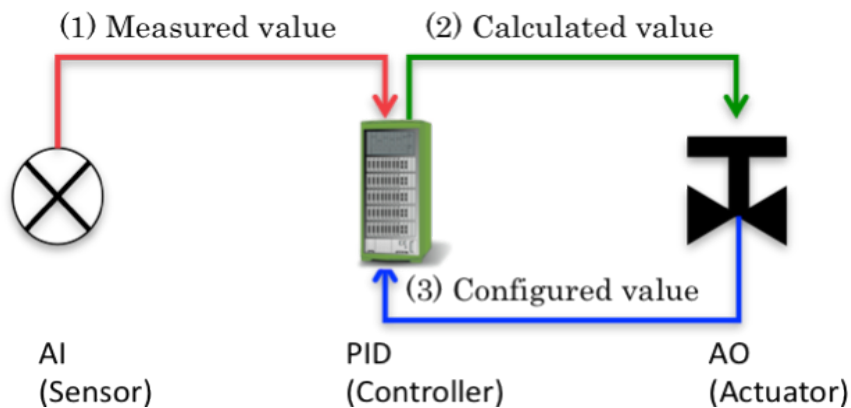 (1) Measured value
(2) Calculated value
(3) Configured value
AI
(Sensor)
PID
(Controller)
AO
(Actuator)